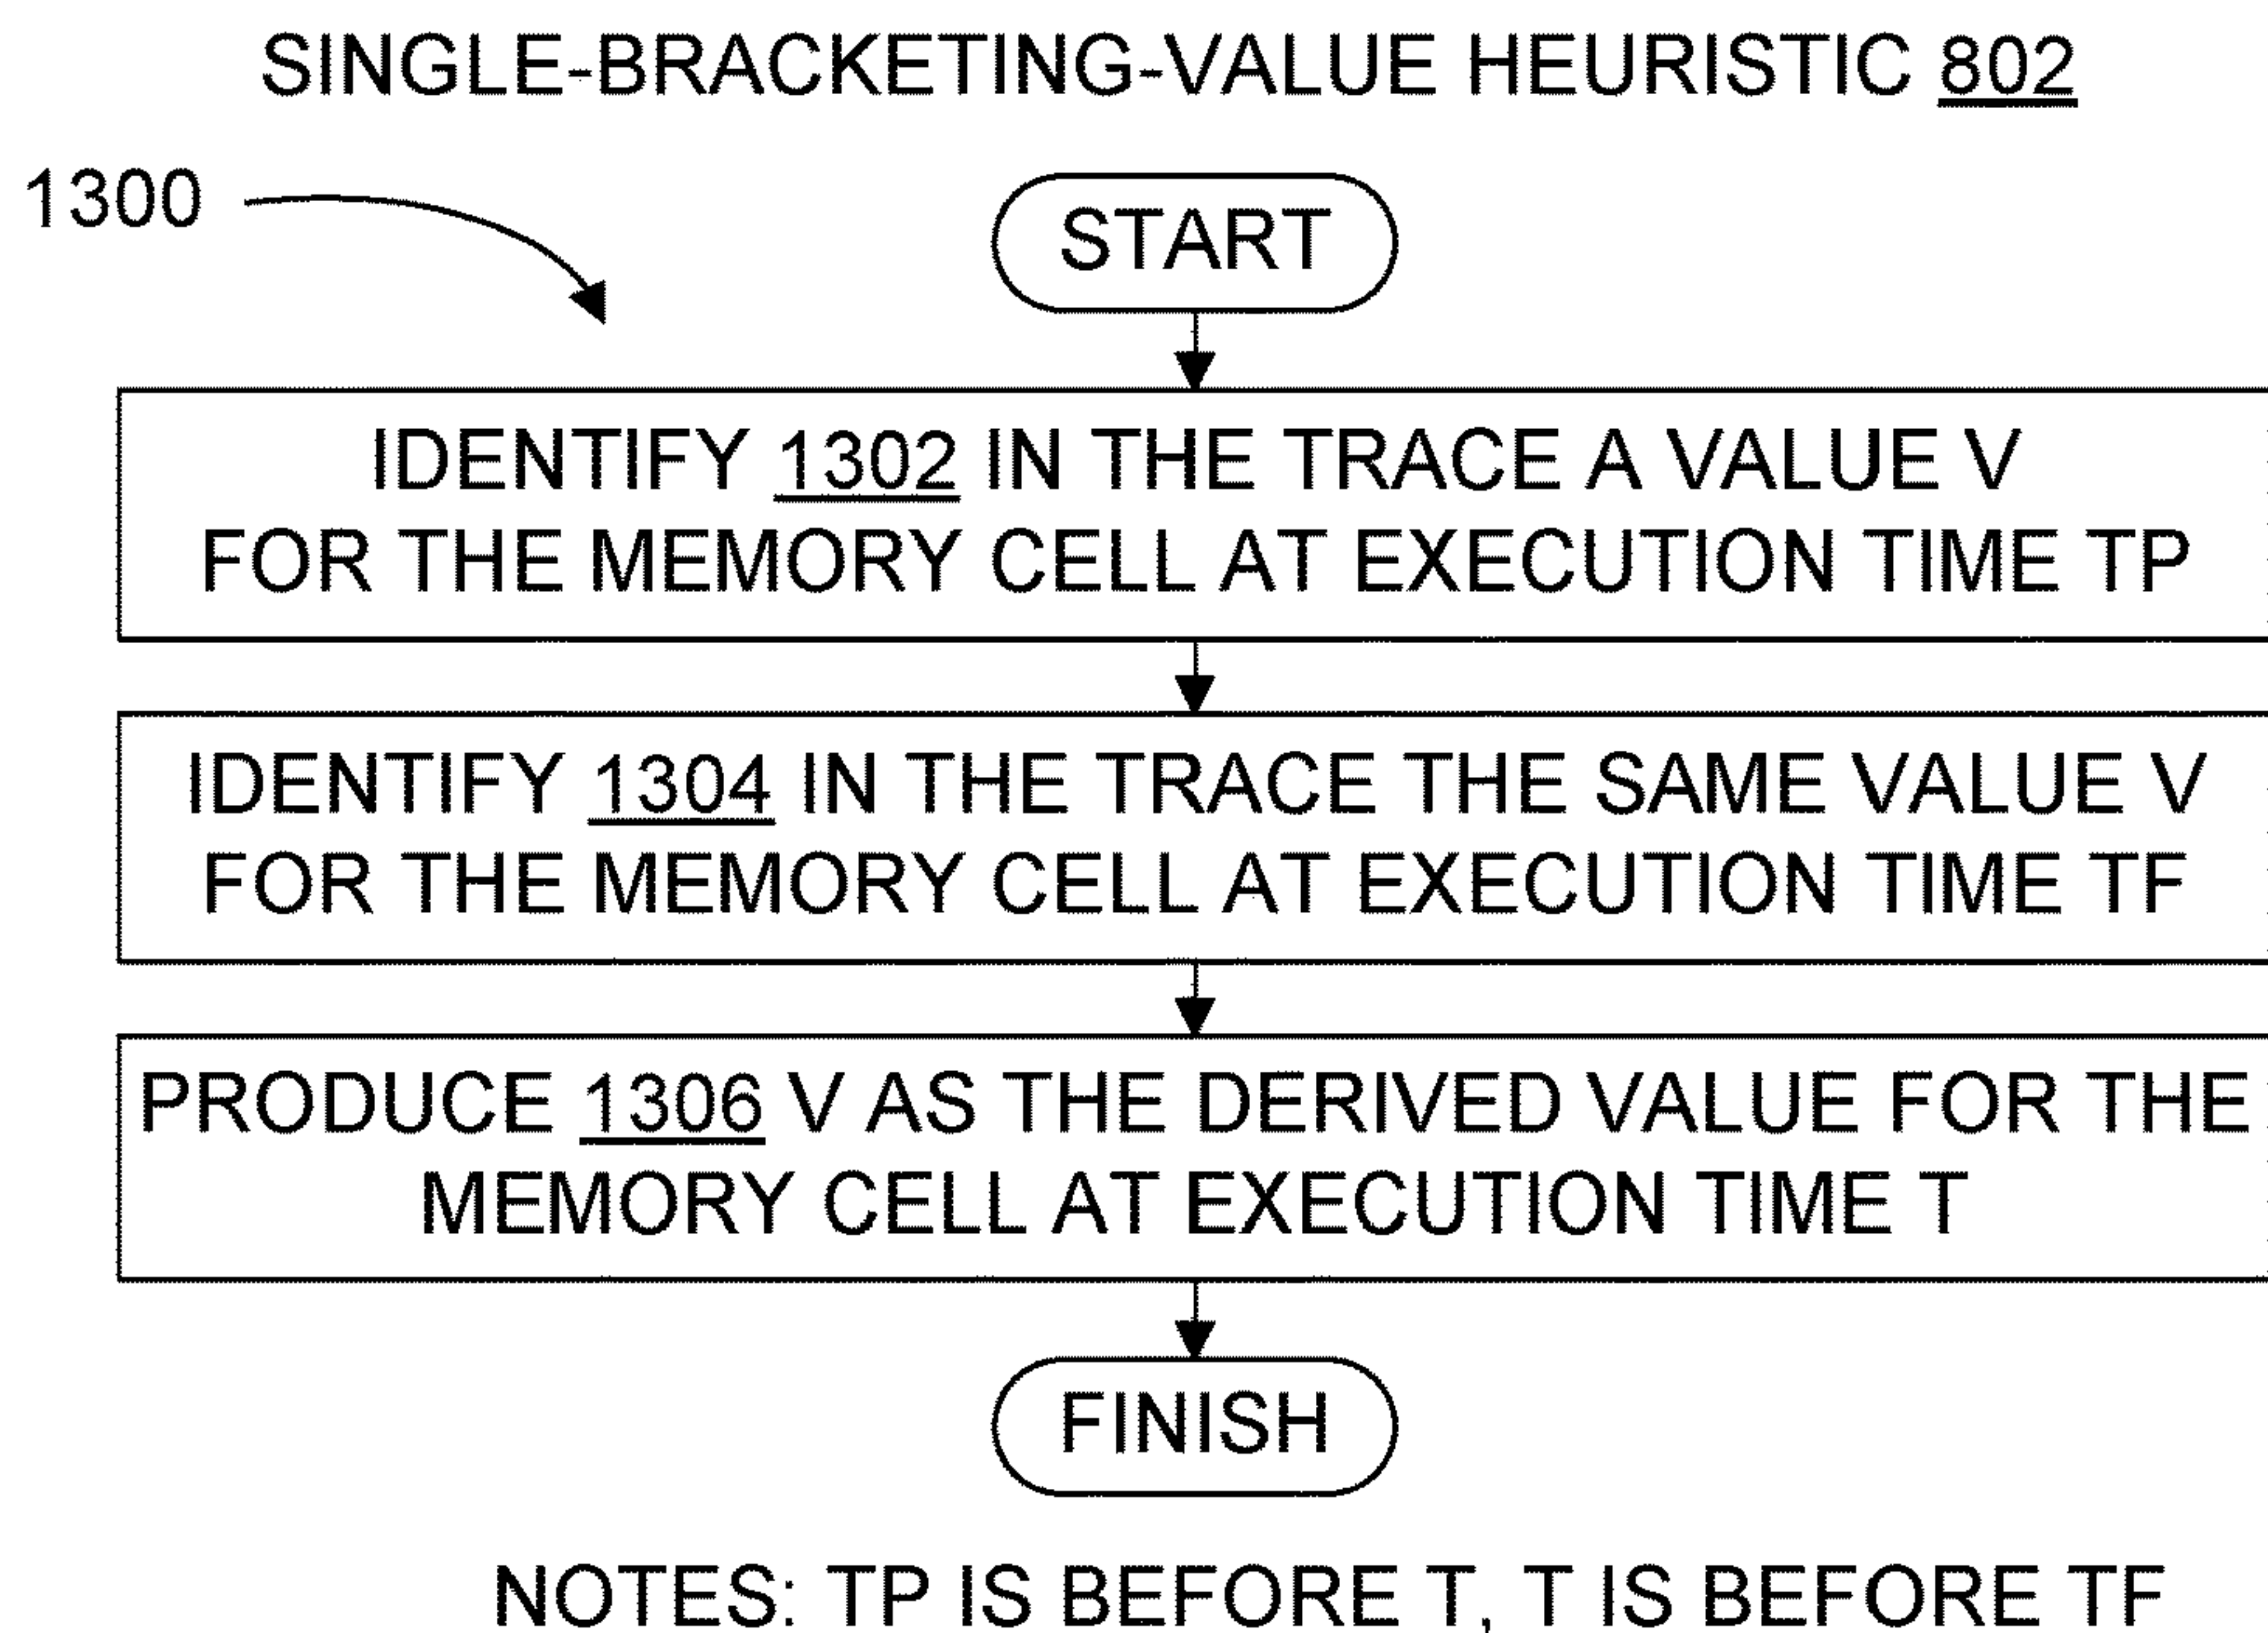 SINGLE-BRACKETING-VALUE HEURISTIC 802
1300
START
IDENTIFY 1302 IN THE TRACE A VALUE V
FOR THE MEMORY CELL AT EXECUTION TIME TP
IDENTIFY 1304 IN THE TRACE THE SAME VALUE V
FOR THE MEMORY CELL AT EXECUTION TIME TF
PRODUCE 1306 V AS THE DERIVED VALUE FOR THE
MEMORY CELL AT EXECUTION TIME T
FINISH
NOTES: TP IS BEFORE T, T IS BEFORE TF